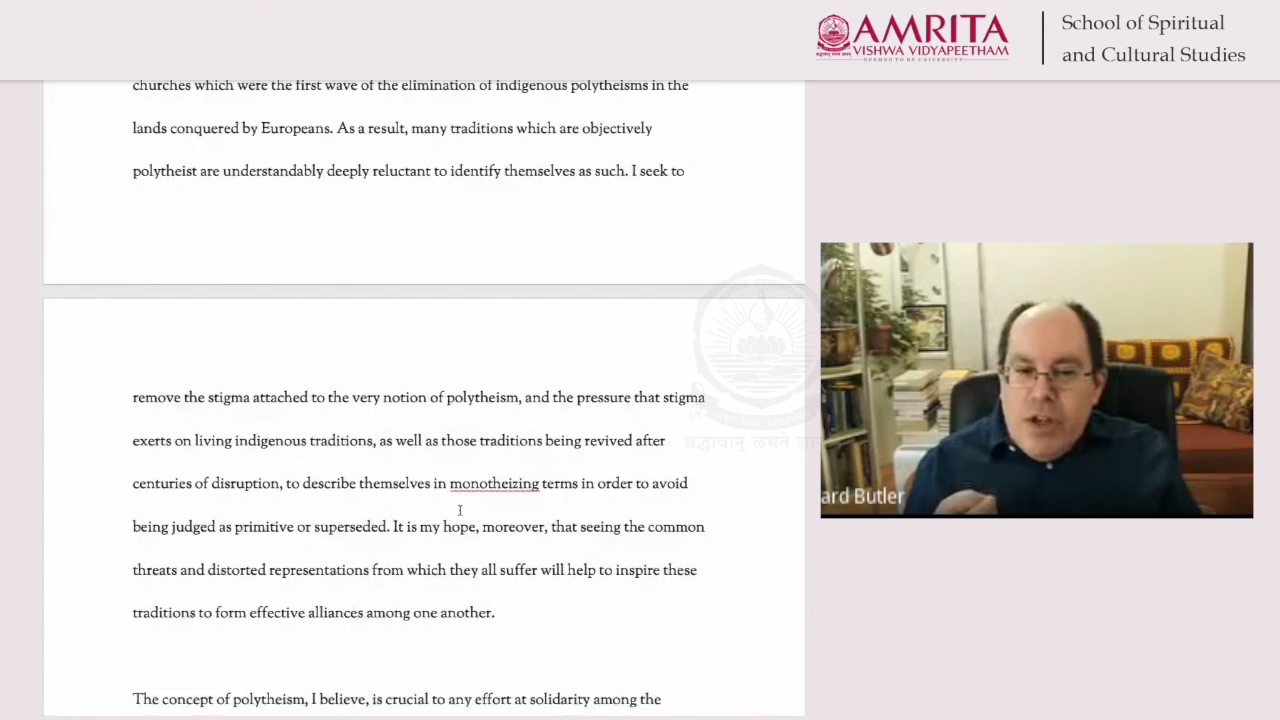 AMRITA
VISHWA VIDYAPEETHAM
DEEMED TO BE UNIVERSITY
School of Spiritual
and Cultural Studies
churches which were the first wave of the elimination of indigenous polytheisms in the
lands conquered by Europeans. As a result, many traditions which are objectively
polytheist are understandably deeply reluctant to identify themselves as such. I seek to
remove the stigma attached to the very notion of polytheism, and the pressure that stigma
exerts on living indigenous traditions, as well as those traditions being revived after
centuries of disruption, to describe themselves in monotheizing terms in order to avoid
being judged as primitive or superseded. It is my hope, moreover, that seeing the common
threats and distorted representations from which they all suffer will help to inspire these
traditions to form effective alliances among one another.
The concept of polytheism, I believe, is crucial to any effort at solidarity among the
ard Butler
श्रद्धावान् लभते